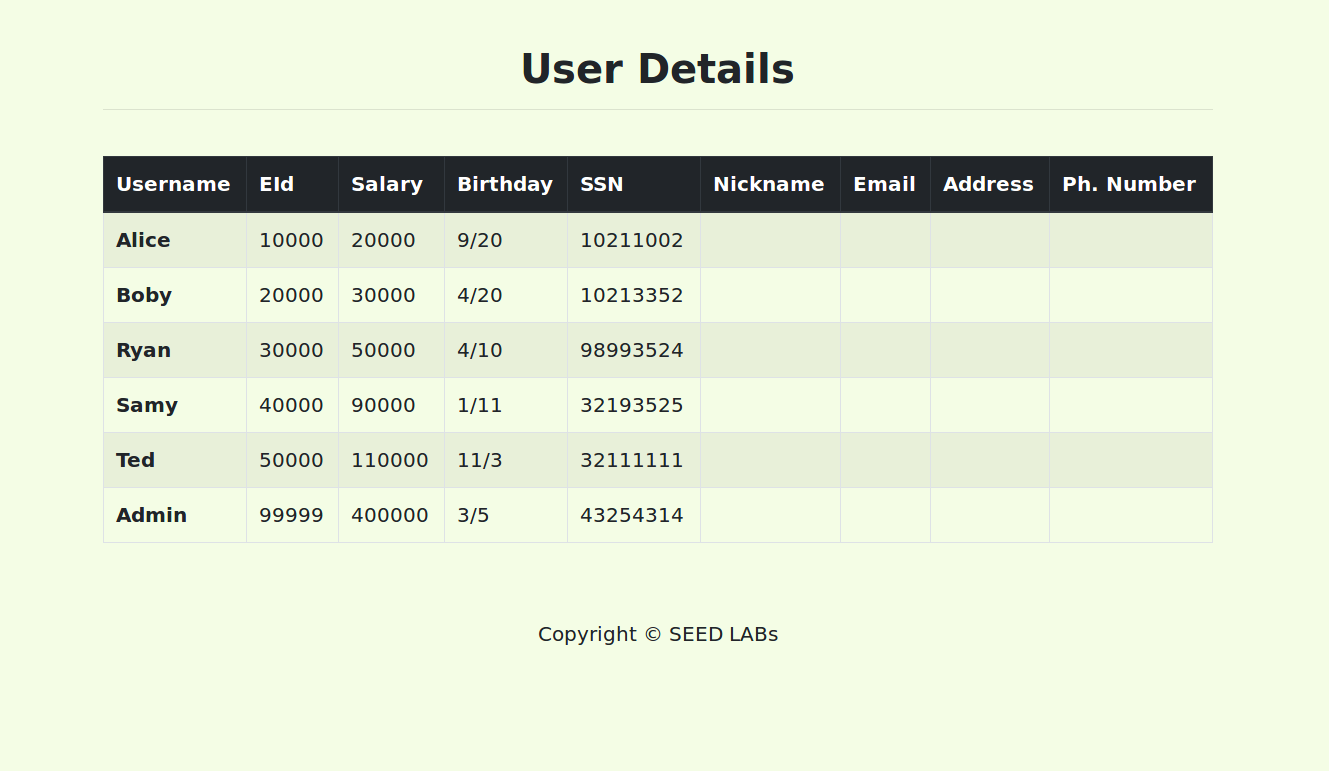 User Details
Username EId Salary Birthday SSN Nickname Email Address Ph. Number
Alice 10000 20000 9/20 10211002
Boby 20000 30000 4/20 10213352
Ryan 30000 50000 4/10 98993524
Samy 40000 90000 1/11 32193525
Ted 50000 110000 11/3 32111111
Admin 99999 400000 3/5 43254314
Copyright © SEED LABs